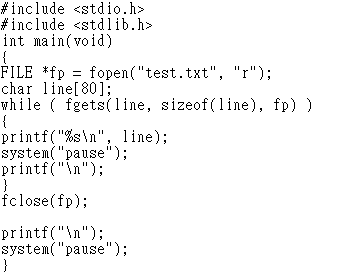 #include <stdio.h>
#include <stdlib.h>
int main(void)
{
FILE *fp = fopen("test.txt", "r");
char line[80];
while ( fgets(line, sizeof(line), fp) )
{
printf("%s\n", line);
system("pause");
printf("\n");
}
fclose(fp);

printf("\n");
system("pause");
}